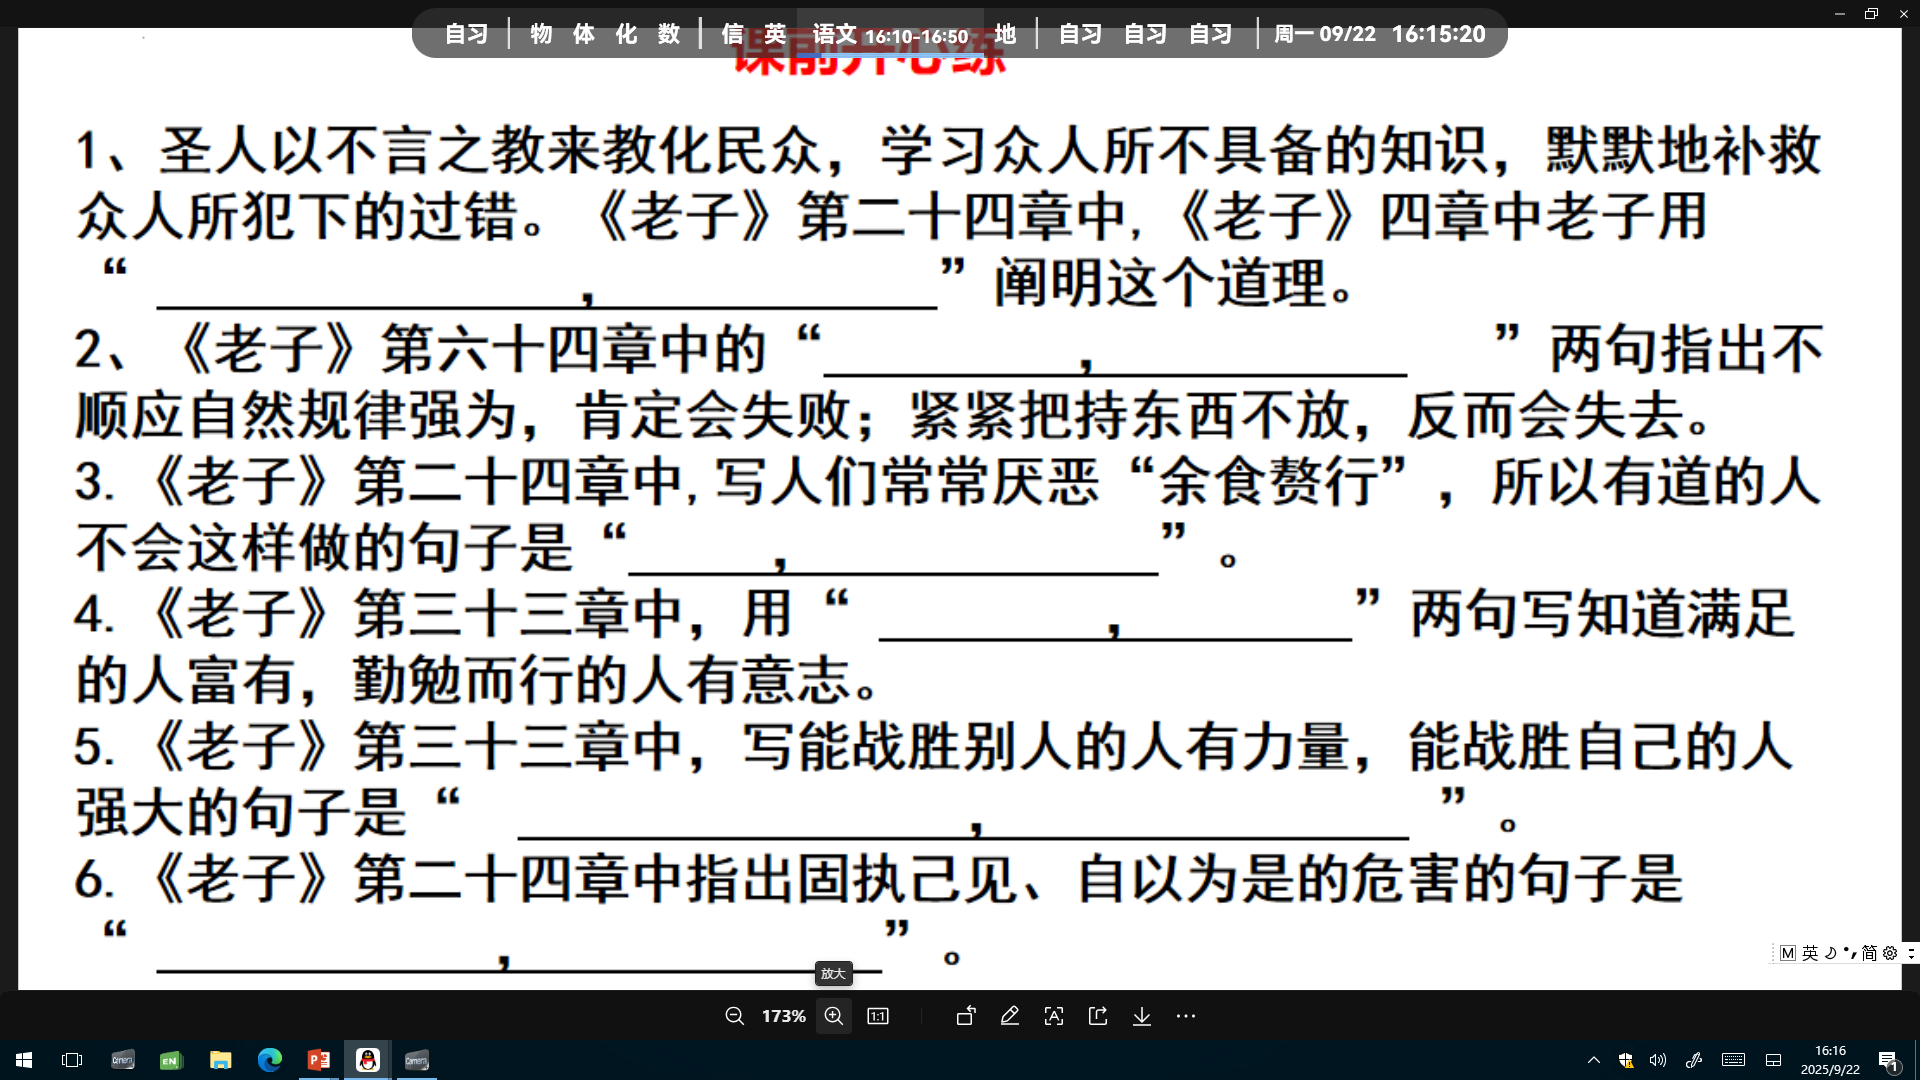 自习 物 体 化 数 信 英 语文 16:10-16:50 地 自习 自习 自习 周一 09/22 16:15:20
课前开心练
1、圣人以不言之教来教化民众，学习众人所不具备的知识，默默地补救
众人所犯下的过错。《老子》第二十四章中,《老子》四章中老子用
“ , ”阐明这个道理。
2、《老子》第六十四章中的“ , ”两句指出不
顺应自然规律强为，肯定会失败；紧紧把持东西不放，反而会失去。
3.《老子》第二十四章中,写人们常常厌恶“余食赘行”，所以有道的人
不会这样做的句子是“ , ”。
4.《老子》第三十三章中，用“ , ”两句写知道满足
的人富有，勤勉而行的人有意志。
5.《老子》第三十三章中，写能战胜别人的人有力量，能战胜自己的人
强大的句子是“ , ”。
6.《老子》第二十四章中指出固执己见、自以为是的危害的句子是
“ , ”。
M 英 简
放大
173% 1:1
Camera EN Camera
16:16
2025/9/22
1